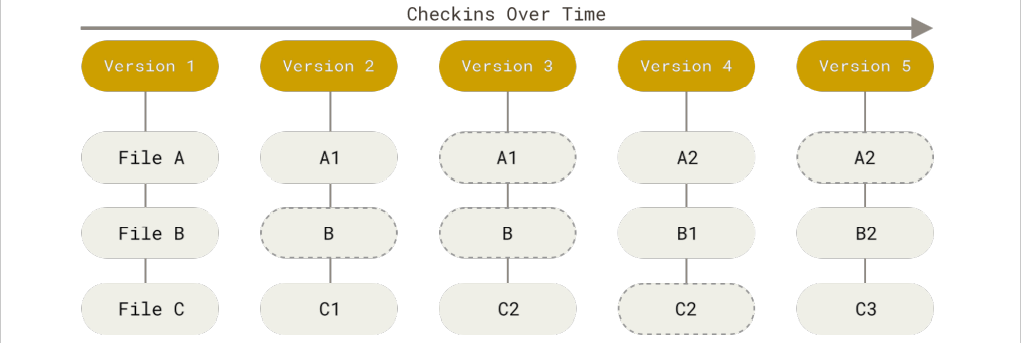 Checkins Over Time
Version 1 Version 2 Version 3 Version 4 Version 5
File A A1 A1 A2 A2
File B B B B1 B2
File C C1 C2 C2 C3